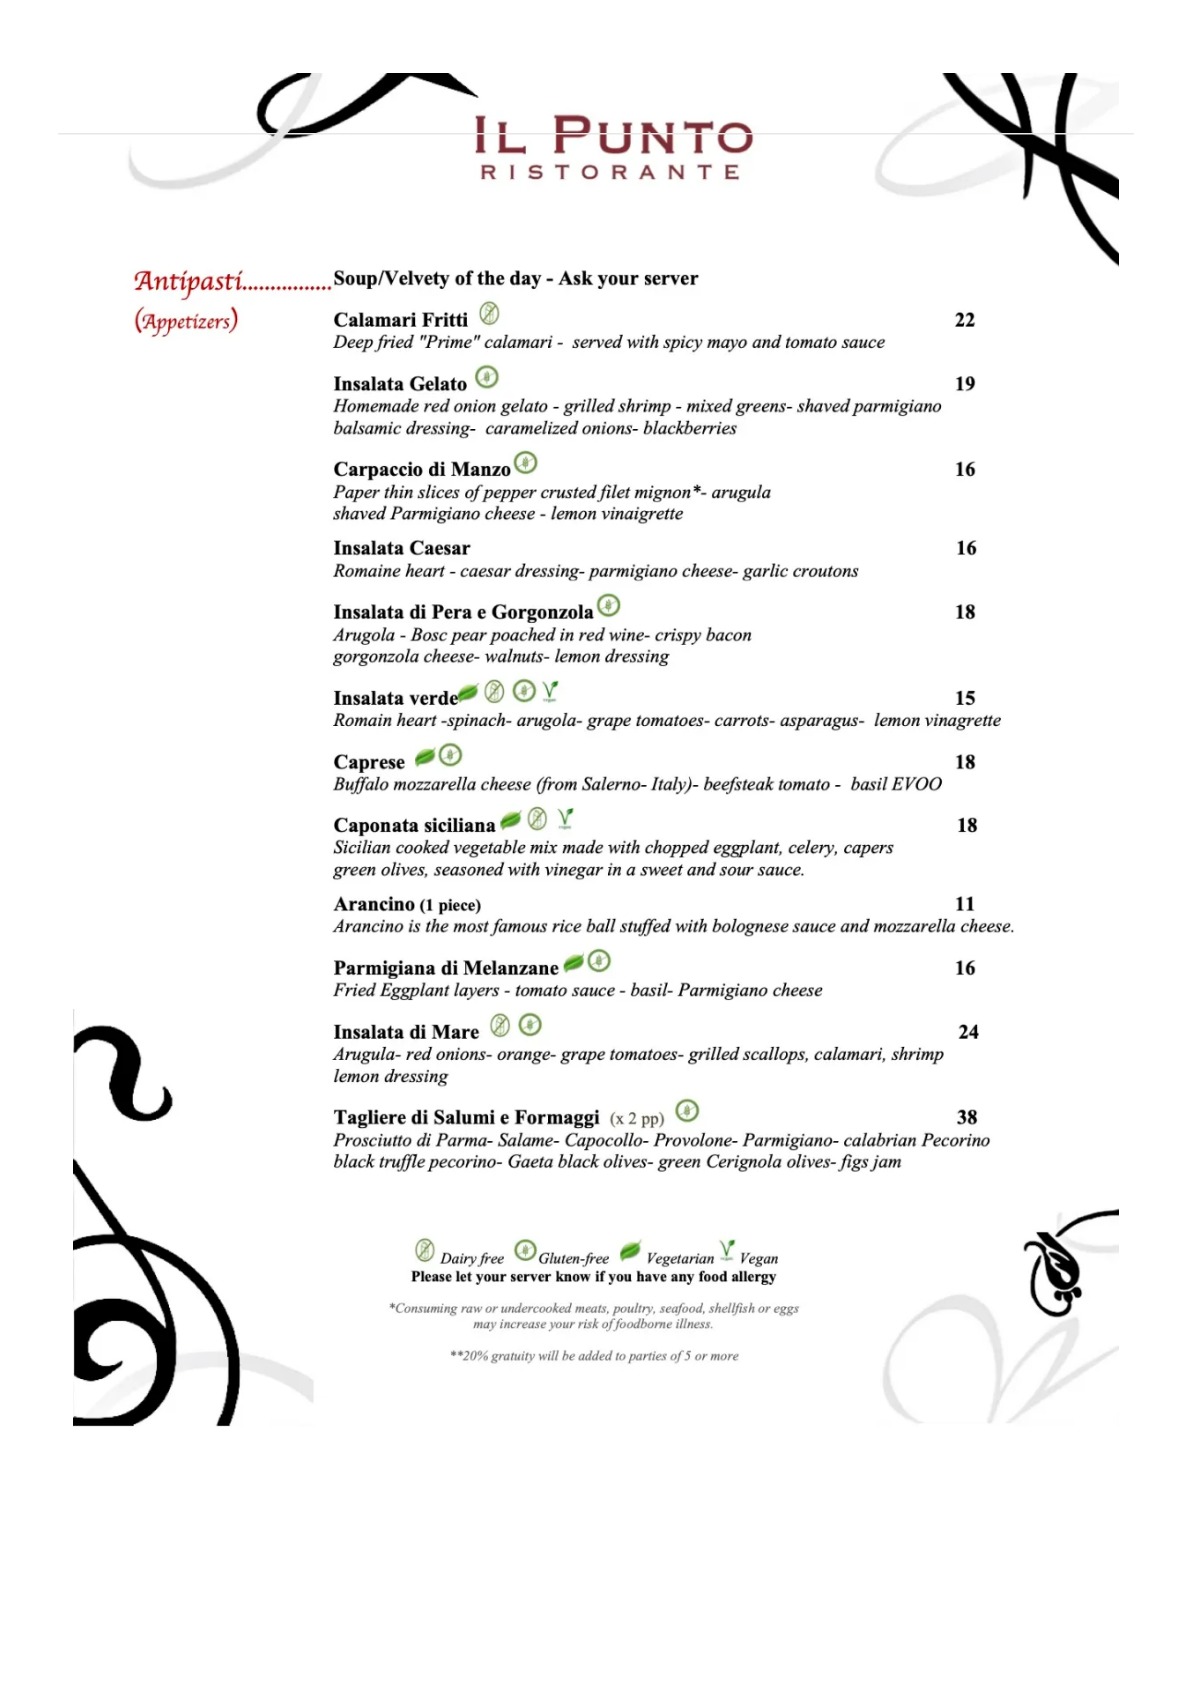 IL PUNTO
RISTORANTE
Antipasti................Soup/Velvety of the day - Ask your server
(Appetizers)
Calamari Fritti 22
Deep fried "Prime" calamari - served with spicy mayo and tomato sauce
Insalata Gelato 19
Homemade red onion gelato - grilled shrimp - mixed greens- shaved parmigiano
balsamic dressing- caramelized onions- blackberries
Carpaccio di Manzo 16
Paper thin slices of pepper crusted filet mignon*- arugula
shaved Parmigiano cheese - lemon vinaigrette
Insalata Caesar 16
Romaine heart - caesar dressing- parmigiano cheese- garlic croutons
Insalata di Pera e Gorgonzola 18
Arugola - Bosc pear poached in red wine- crispy bacon
gorgonzola cheese- walnuts- lemon dressing
Insalata verde 15
Romain heart -spinach- arugola- grape tomatoes- carrots- asparagus- lemon vinagrette
Caprese 18
Buffalo mozzarella cheese (from Salerno- Italy)- beefsteak tomato - basil EVOO
Caponata siciliana 18
Sicilian cooked vegetable mix made with chopped eggplant, celery, capers
green olives, seasoned with vinegar in a sweet and sour sauce.
Arancino (1 piece) 11
Arancino is the most famous rice ball stuffed with bolognese sauce and mozzarella cheese.
Parmigiana di Melanzane 16
Fried Eggplant layers - tomato sauce - basil- Parmigiano cheese
Insalata di Mare 24
Arugula- red onions- orange- grape tomatoes- grilled scallops, calamari, shrimp
lemon dressing
Tagliere di Salumi e Formaggi (x 2 pp) 38
Prosciutto di Parma- Salame- Capocollo- Provolone- Parmigiano- calabrian Pecorino
black truffle pecorino- Gaeta black olives- green Cerignola olives- figs jam
Dairy free Gluten-free Vegetarian Vegan
Please let your server know if you have any food allergy
*Consuming raw or undercooked meats, poultry, seafood, shellfish or eggs
may increase your risk of foodborne illness.
**20% gratuity will be added to parties of 5 or more